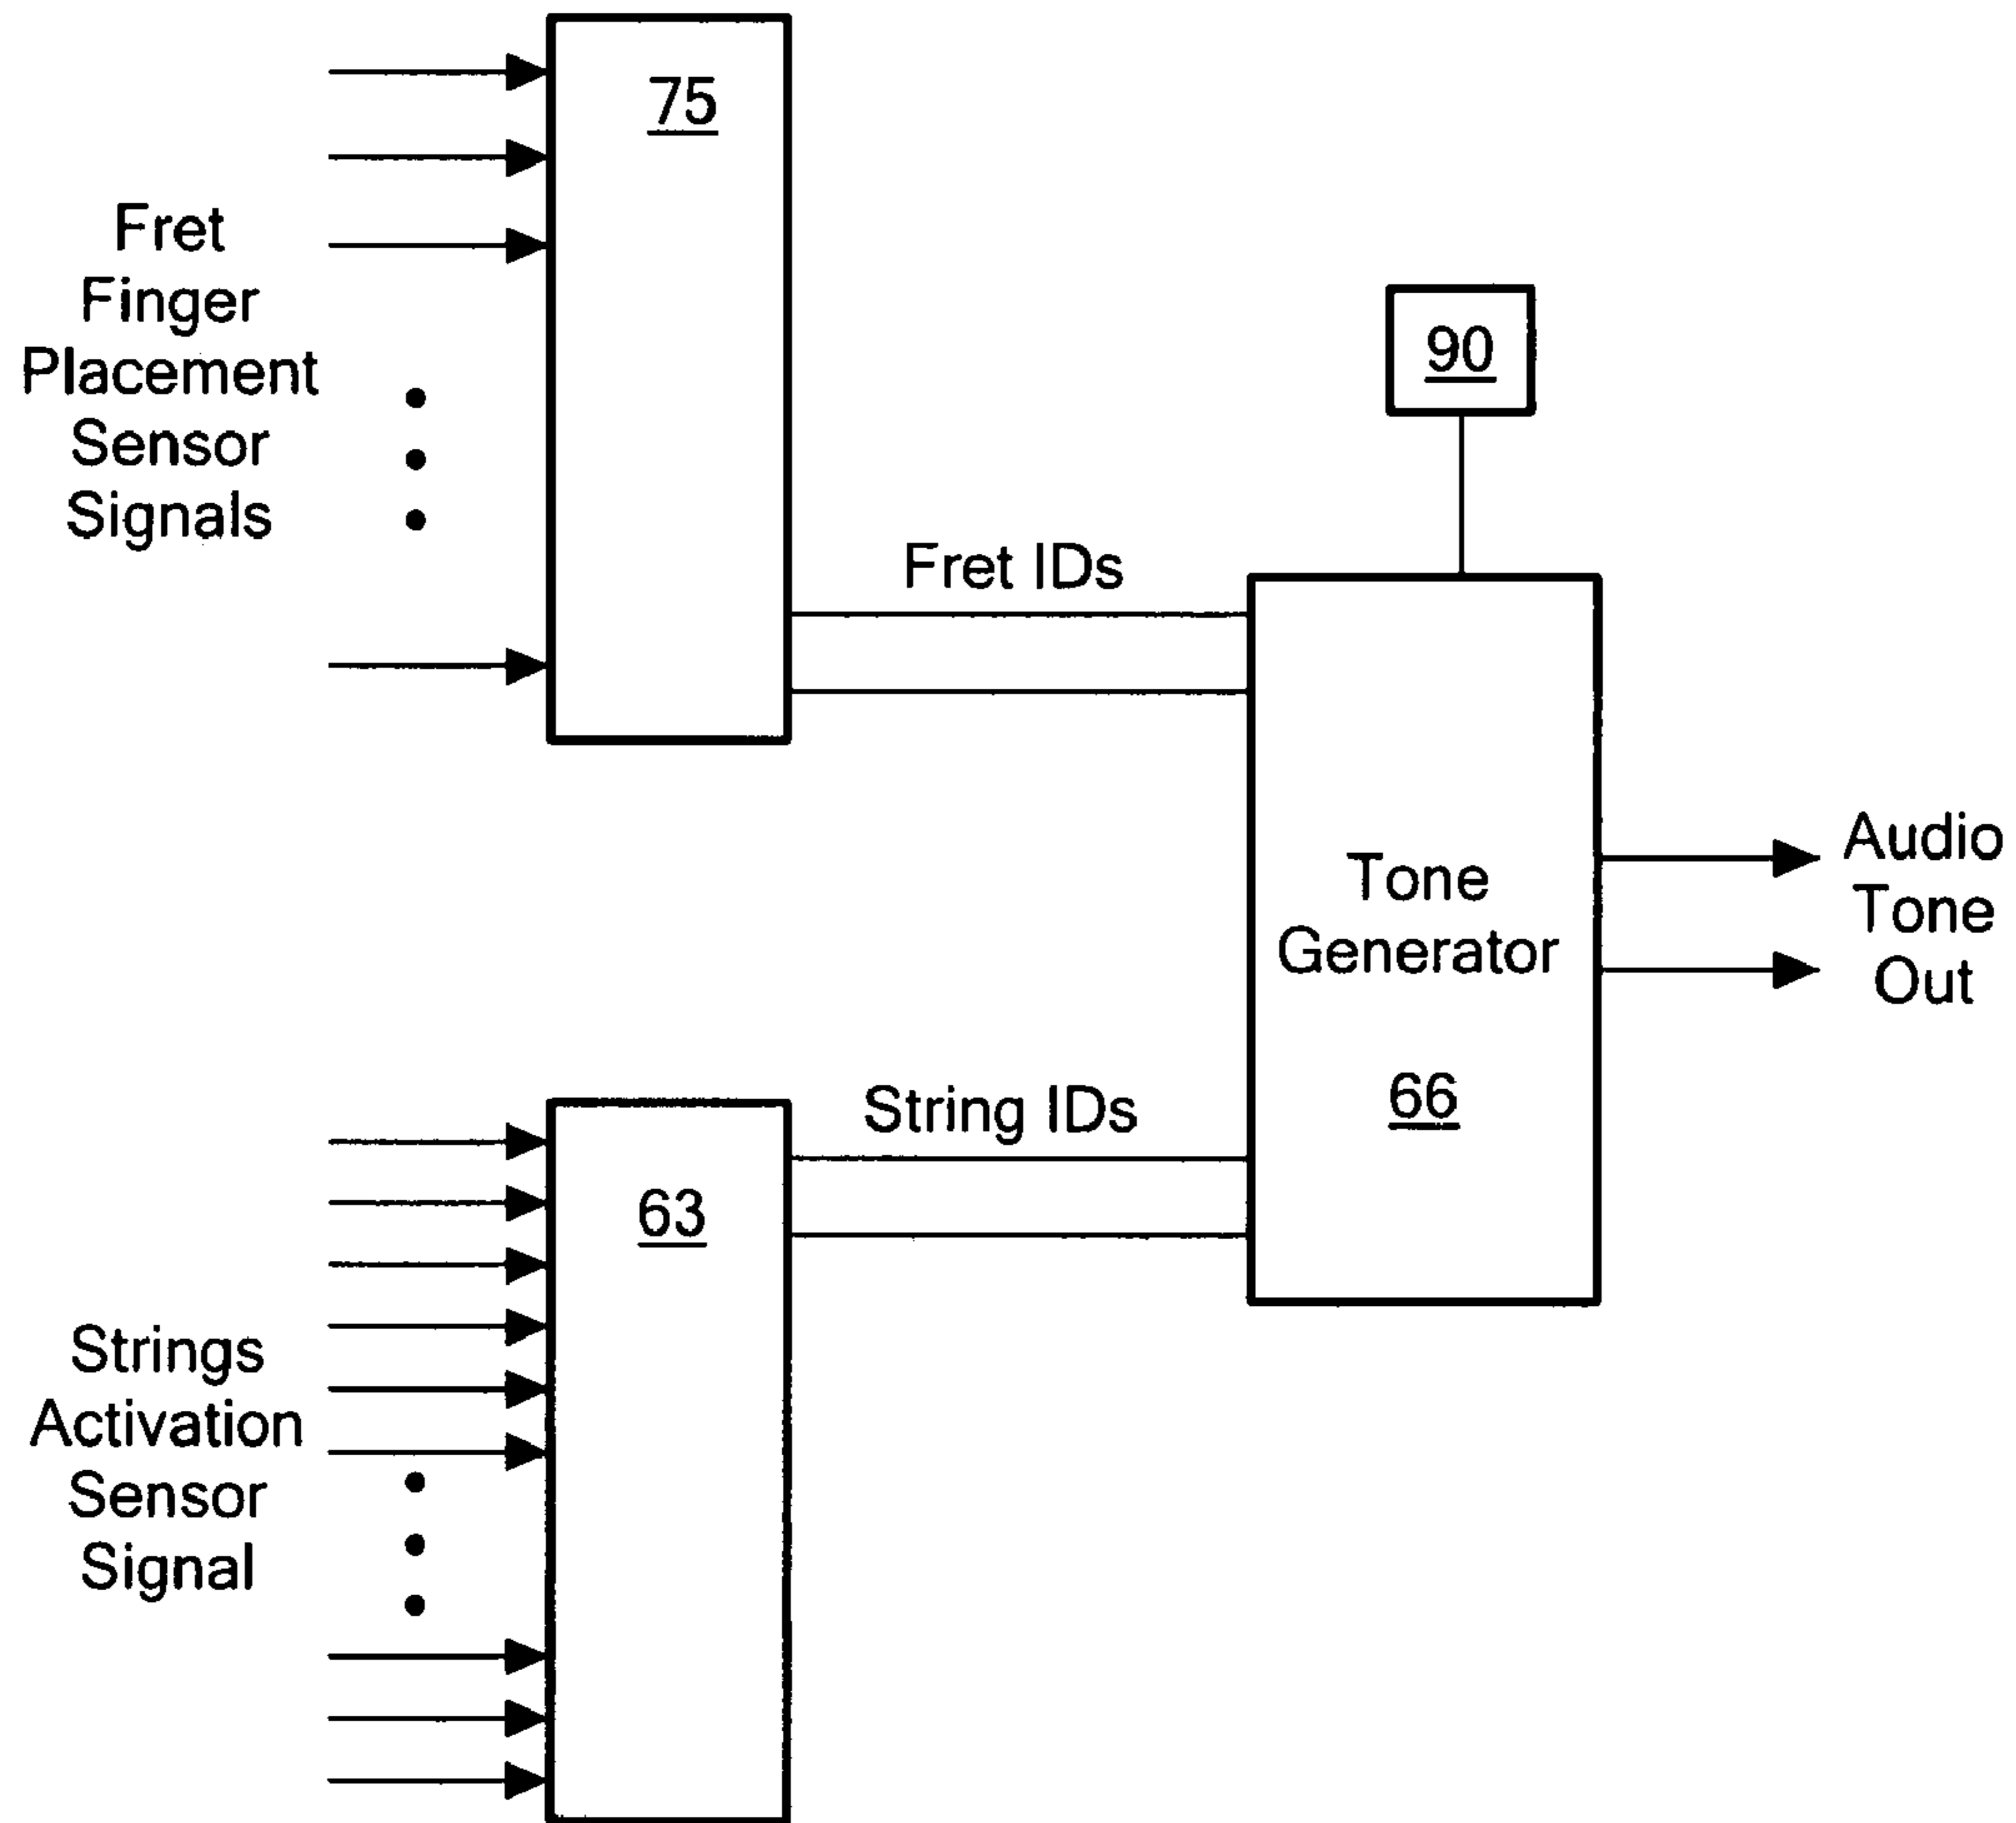 75
Fret
Finger
Placement
Sensor
Signals
90
Fret IDs
Tone
Generator
66
Audio
Tone
Out
String IDs
63
Strings
Activation
Sensor
Signal